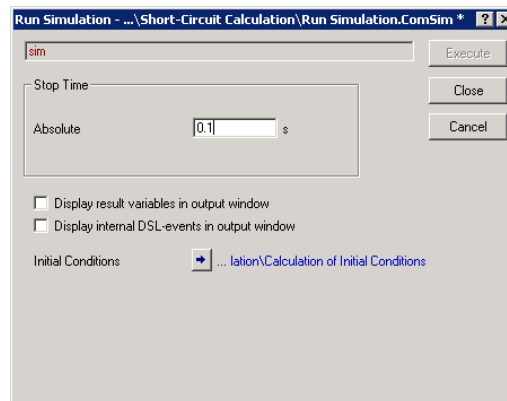 Run Simulation - ...\Short-Circuit Calculation\Run Simulation.ComSim * ? X
sim
Execute
Stop Time
Close
Absolute 0.1 s
Cancel
Display result variables in output window
Display internal DSL-events in output window
Initial Conditions ... lation\Calculation of Initial Conditions